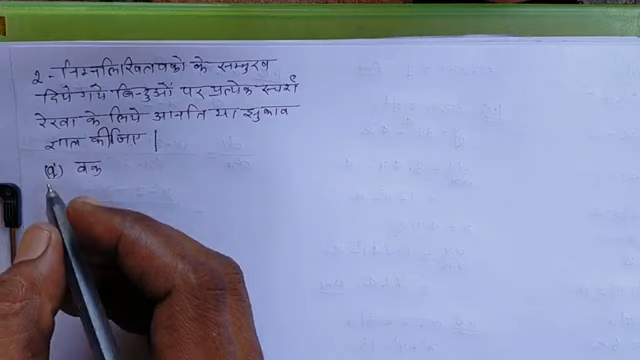 2- निम्नलिखित वक्रो के सम्मुख
दिये गये बिन्दुओं पर प्रत्येक स्पर्श
रेखा के लिये आनति या झुकाव
ज्ञात कीजिए |
(a) वक्र